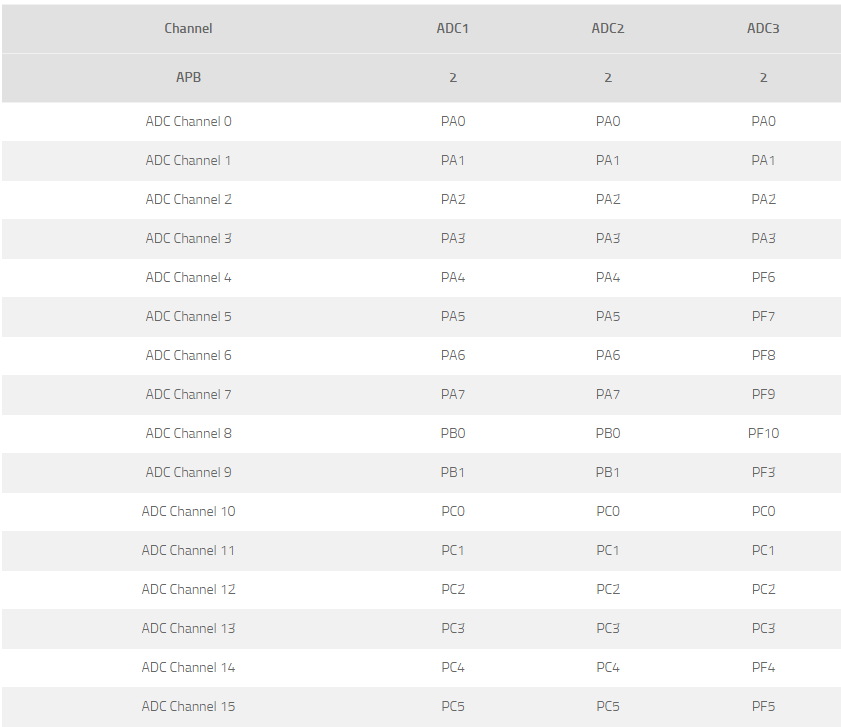 Channel ADC1 ADC2 ADC3
APB 2 2 2
ADC Channel 0 PA0 PA0 PA0
ADC Channel 1 PA1 PA1 PA1
ADC Channel 2 PA2 PA2 PA2
ADC Channel 3 PA3 PA3 PA3
ADC Channel 4 PA4 PA4 PF6
ADC Channel 5 PA5 PA5 PF7
ADC Channel 6 PA6 PA6 PF8
ADC Channel 7 PA7 PA7 PF9
ADC Channel 8 PB0 PB0 PF10
ADC Channel 9 PB1 PB1 PF3
ADC Channel 10 PC0 PC0 PC0
ADC Channel 11 PC1 PC1 PC1
ADC Channel 12 PC2 PC2 PC2
ADC Channel 13 PC3 PC3 PC3
ADC Channel 14 PC4 PC4 PF4
ADC Channel 15 PC5 PC5 PF5